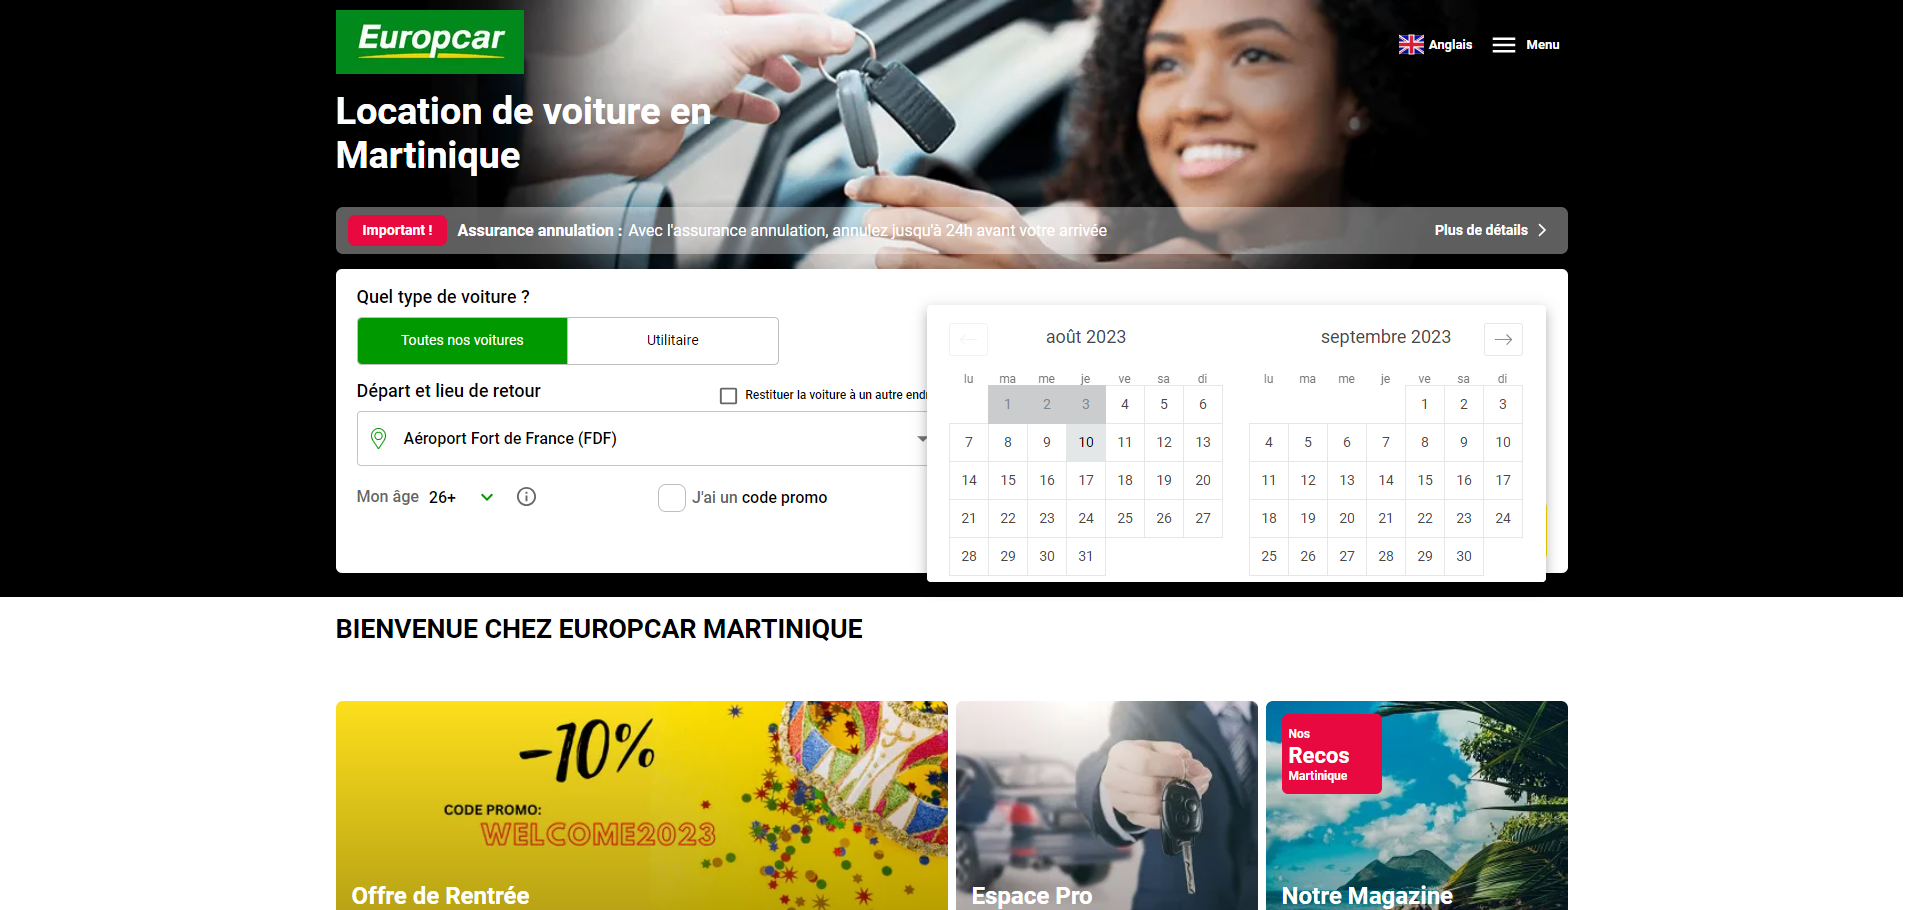 Europcar
Anglais
Menu
Location de voiture en
Martinique
Important !
Assurance annulation : Avec l'assurance annulation, annulez jusqu'à 24h avant votre arrivée
Plus de détails
Quel type de voiture ?
Toutes nos voitures
Utilitaire
Départ et lieu de retour
Restituer la voiture à un autre
Aéroport Fort de France (FDF)
Mon âge 26+
J'ai un code promo
août 2023
lu ma me je ve sa di
1 2 3 4 5 6
7 8 9 10 11 12 13
14 15 16 17 18 19 20
21 22 23 24 25 26 27
28 29 30 31
septembre 2023
lu ma me je ve sa di
1 2 3
4 5 6 7 8 9 10
11 12 13 14 15 16 17
18 19 20 21 22 23 24
25 26 27 28 29 30
BIENVENUE CHEZ EUROPCAR MARTINIQUE
-10%
CODE PROMO:
WELCOME2023
Offre de Rentrée
Espace Pro
Nos
Recos
Martinique
Notre Magazine